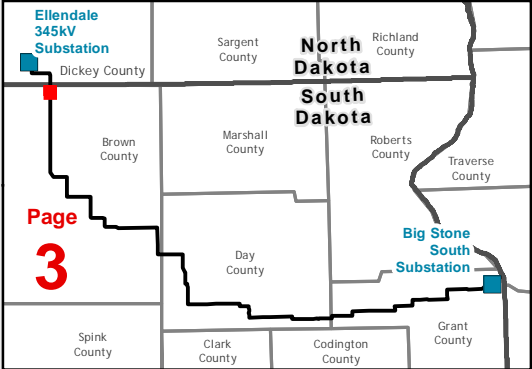 Ellendale
345kV
Substation
Dickey County
Sargent
County
North
Dakota
Richland
County
South
Dakota
Brown
County
Marshall
County
Roberts
County
Traverse
County
Page
3
Big Stone
South
Substation
Day
County
Spink
County
Clark
County
Codington
County
Grant
County